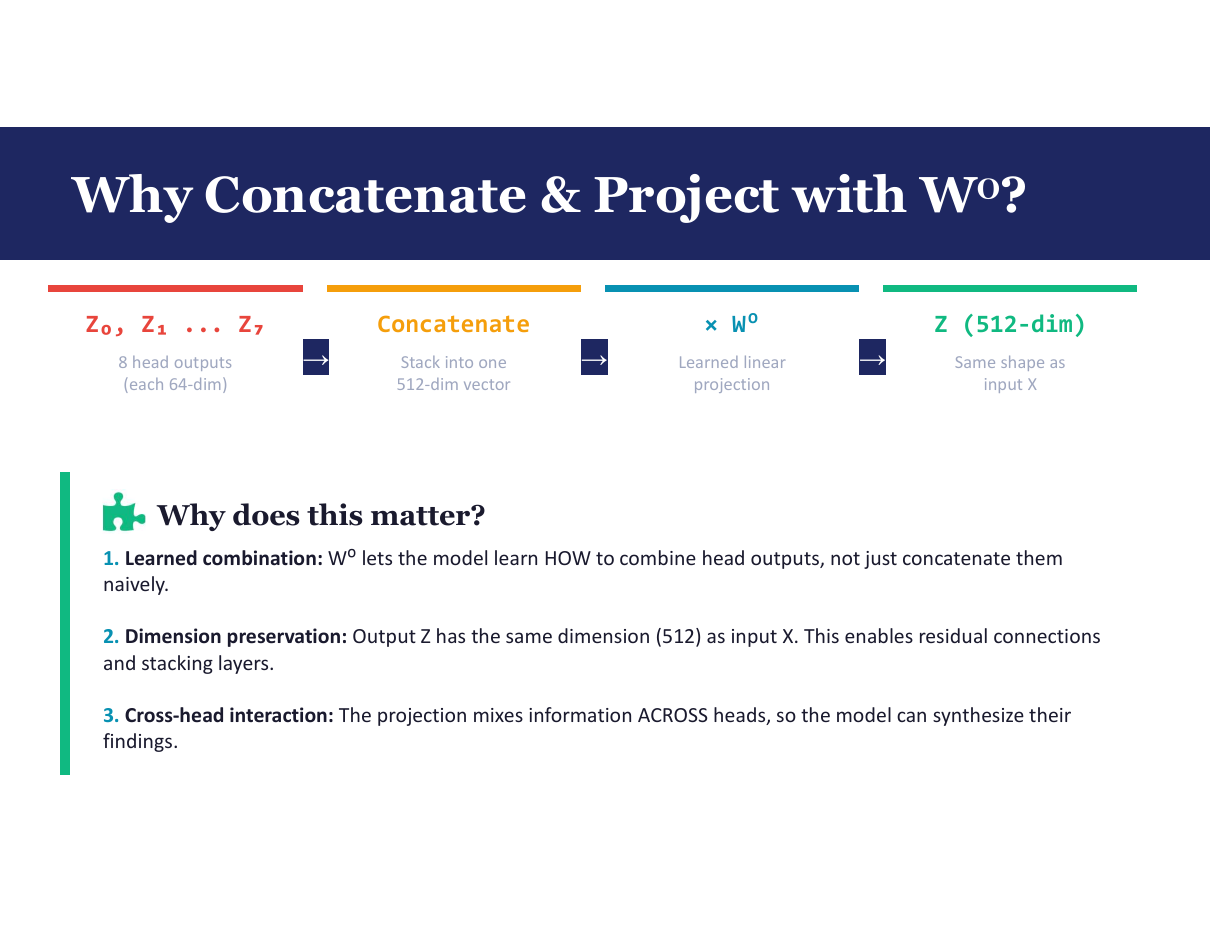 Why Concatenate & Project with Wᴼ?
Z₀, Z₁ ... Z₇
8 head outputs
(each 64-dim)
→
Concatenate
Stack into one
512-dim vector
→
× Wᴼ
Learned linear
projection
→
Z (512-dim)
Same shape as
input X
Why does this matter?
1. Learned combination: Wᴼ lets the model learn HOW to combine head outputs, not just concatenate them
naively.
2. Dimension preservation: Output Z has the same dimension (512) as input X. This enables residual connections
and stacking layers.
3. Cross-head interaction: The projection mixes information ACROSS heads, so the model can synthesize their
findings.